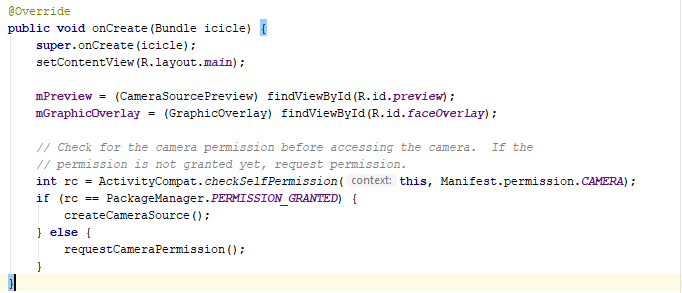 @Override
public void onCreate(Bundle icicle) {
    super.onCreate(icicle);
    setContentView(R.layout.main);

    mPreview = (CameraSourcePreview) findViewById(R.id.preview);
    mGraphicOverlay = (GraphicOverlay) findViewById(R.id.faceOverlay);

    // Check for the camera permission before accessing the camera.  If the
    // permission is not granted yet, request permission.
    int rc = ActivityCompat.checkSelfPermission( context: this, Manifest.permission.CAMERA);
    if (rc == PackageManager.PERMISSION_GRANTED) {
        createCameraSource();
    } else {
        requestCameraPermission();
    }
}